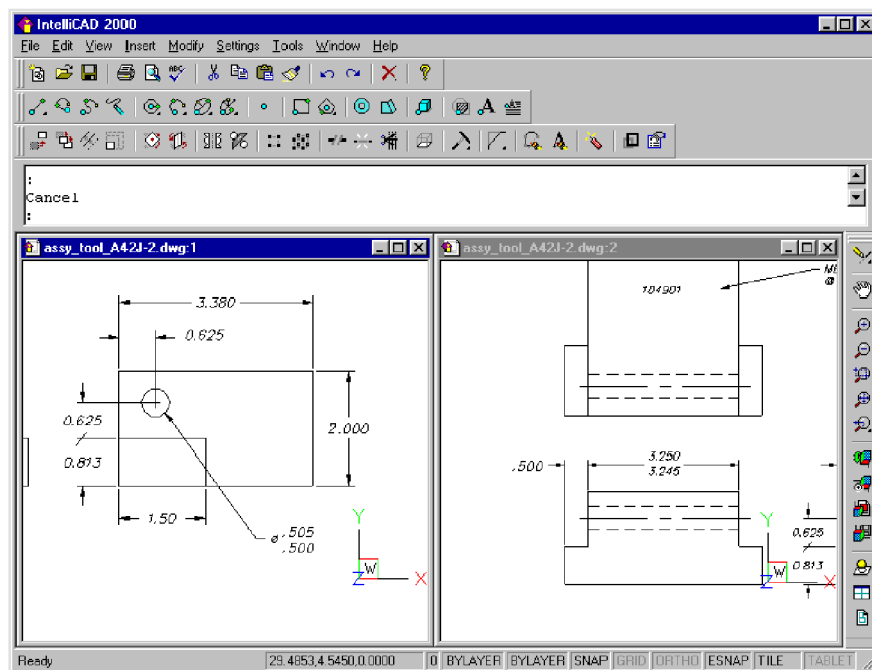 IntelliCAD 2000
File Edit View Insert Modify Settings Tools Window Help
:
Cancel
:
assy_tool_A42J-2.dwg:1
3.380
0.625
0.625
2.000
0.813
1.50
ø.505
.500
Y
W
Z
X
assy_tool_A42J-2.dwg:2
104901
@
3.250
.500
3.245
Y
0.625
W
0.813
Z
X
Ready 29.4853,4.5450,0.0000 0 BYLAYER BYLAYER SNAP GRID ORTHO ESNAP TILE TABLET